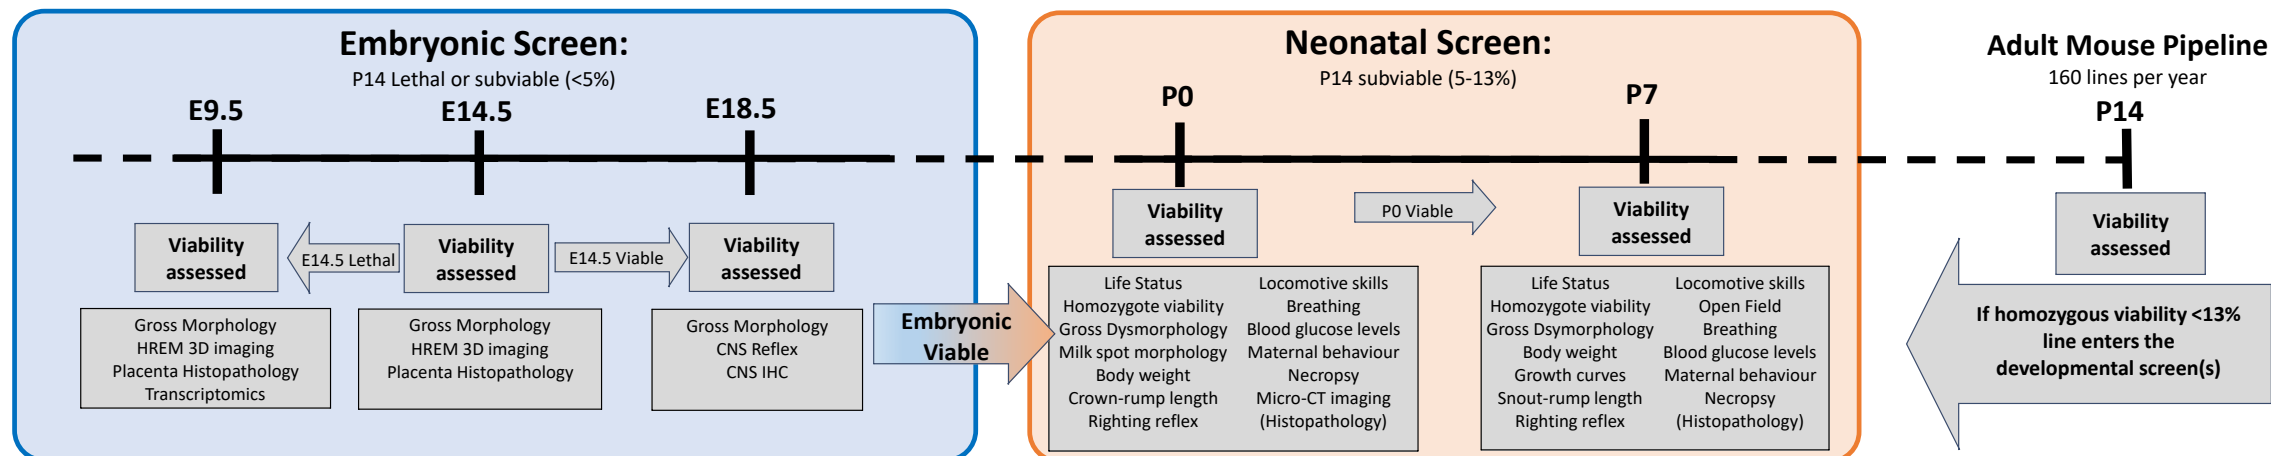 Embryonic Screen:
P14 Lethal or subviable (<5%)
E9.5
E14.5
E18.5
Viability
assessed
E14.5 Lethal
Viability
assessed
E14.5 Viable
Viability
assessed
Gross Morphology
HREM 3D imaging
Placenta Histopathology
Transcriptomics
Gross Morphology
HREM 3D imaging
Placenta Histopathology
Gross Morphology
CNS Reflex
CNS IHC
Embryonic
Viable
Neonatal Screen:
P14 subviable (5-13%)
P0
P7
Viability
assessed
P0 Viable
Viability
assessed
Life Status
Homozygote viability
Gross Dysmorphology
Milk spot morphology
Body weight
Crown-rump length
Righting reflex
Locomotive skills
Breathing
Blood glucose levels
Maternal behaviour
Necropsy
Micro-CT imaging
(Histopathology)
Life Status
Homozygote viability
Gross Dsymorphology
Body weight
Growth curves
Snout-rump length
Righting reflex
Locomotive skills
Open Field
Breathing
Blood glucose levels
Maternal behaviour
Necropsy
(Histopathology)
Adult Mouse Pipeline
160 lines per year
P14
Viability
assessed
If homozygous viability <13%
line enters the
developmental screen(s)